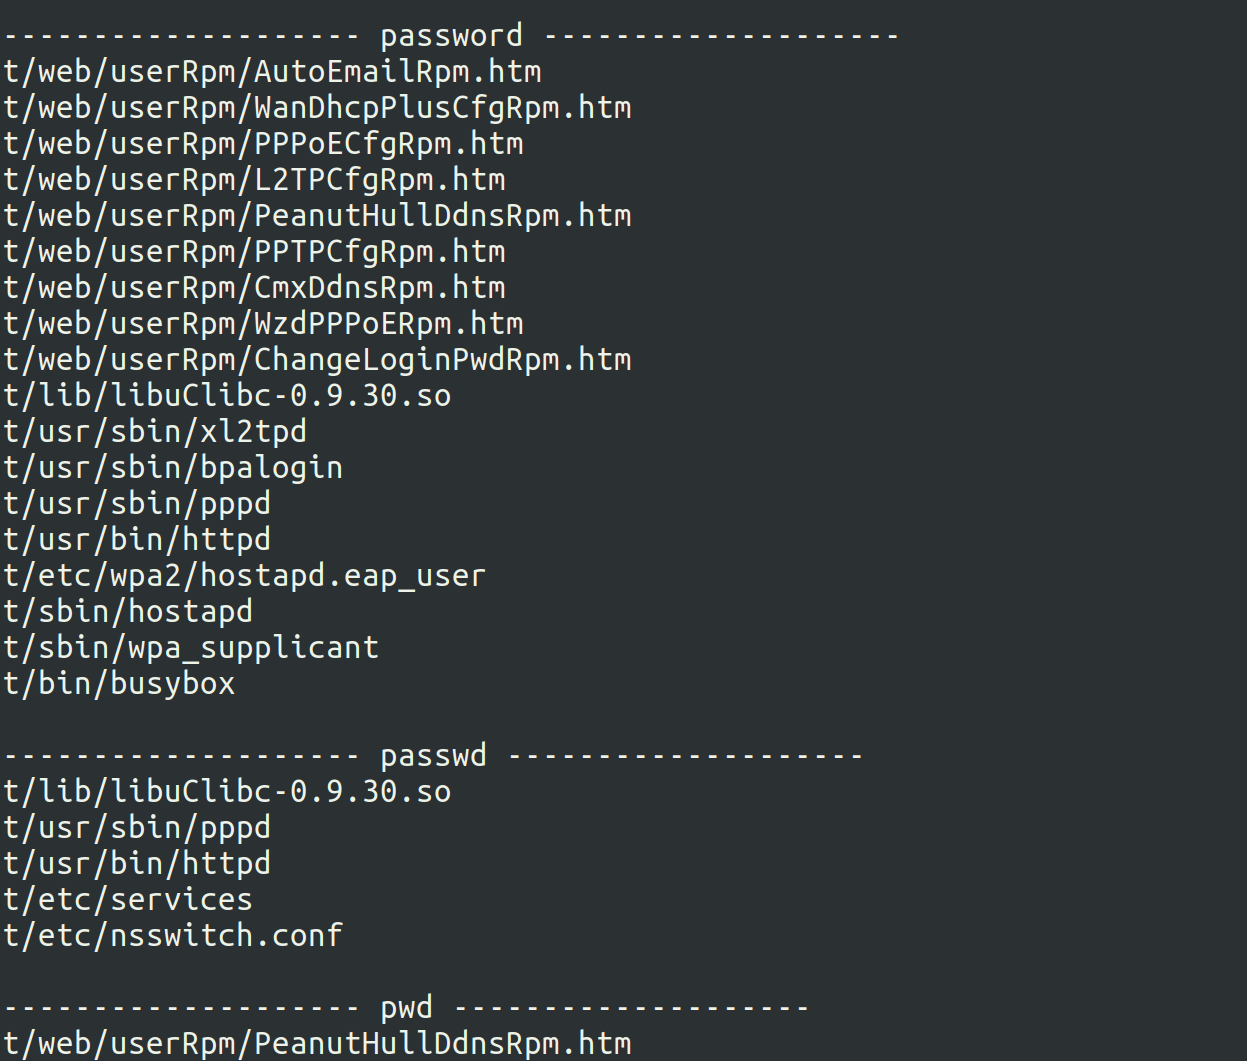 -------------------- password --------------------
t/web/userRpm/AutoEmailRpm.htm
t/web/userRpm/WanDhcpPlusCfgRpm.htm
t/web/userRpm/PPPoECfgRpm.htm
t/web/userRpm/L2TPCfgRpm.htm
t/web/userRpm/PeanutHullDdnsRpm.htm
t/web/userRpm/PPTPCfgRpm.htm
t/web/userRpm/CmxDdnsRpm.htm
t/web/userRpm/WzdPPPoERpm.htm
t/web/userRpm/ChangeLoginPwdRpm.htm
t/lib/libuClibc-0.9.30.so
t/usr/sbin/xl2tpd
t/usr/sbin/bpalogin
t/usr/sbin/pppd
t/usr/bin/httpd
t/etc/wpa2/hostapd.eap_user
t/sbin/hostapd
t/sbin/wpa_supplicant
t/bin/busybox
-------------------- passwd --------------------
t/lib/libuClibc-0.9.30.so
t/usr/sbin/pppd
t/usr/bin/httpd
t/etc/services
t/etc/nsswitch.conf
-------------------- pwd --------------------
t/web/userRpm/PeanutHullDdnsRpm.htm